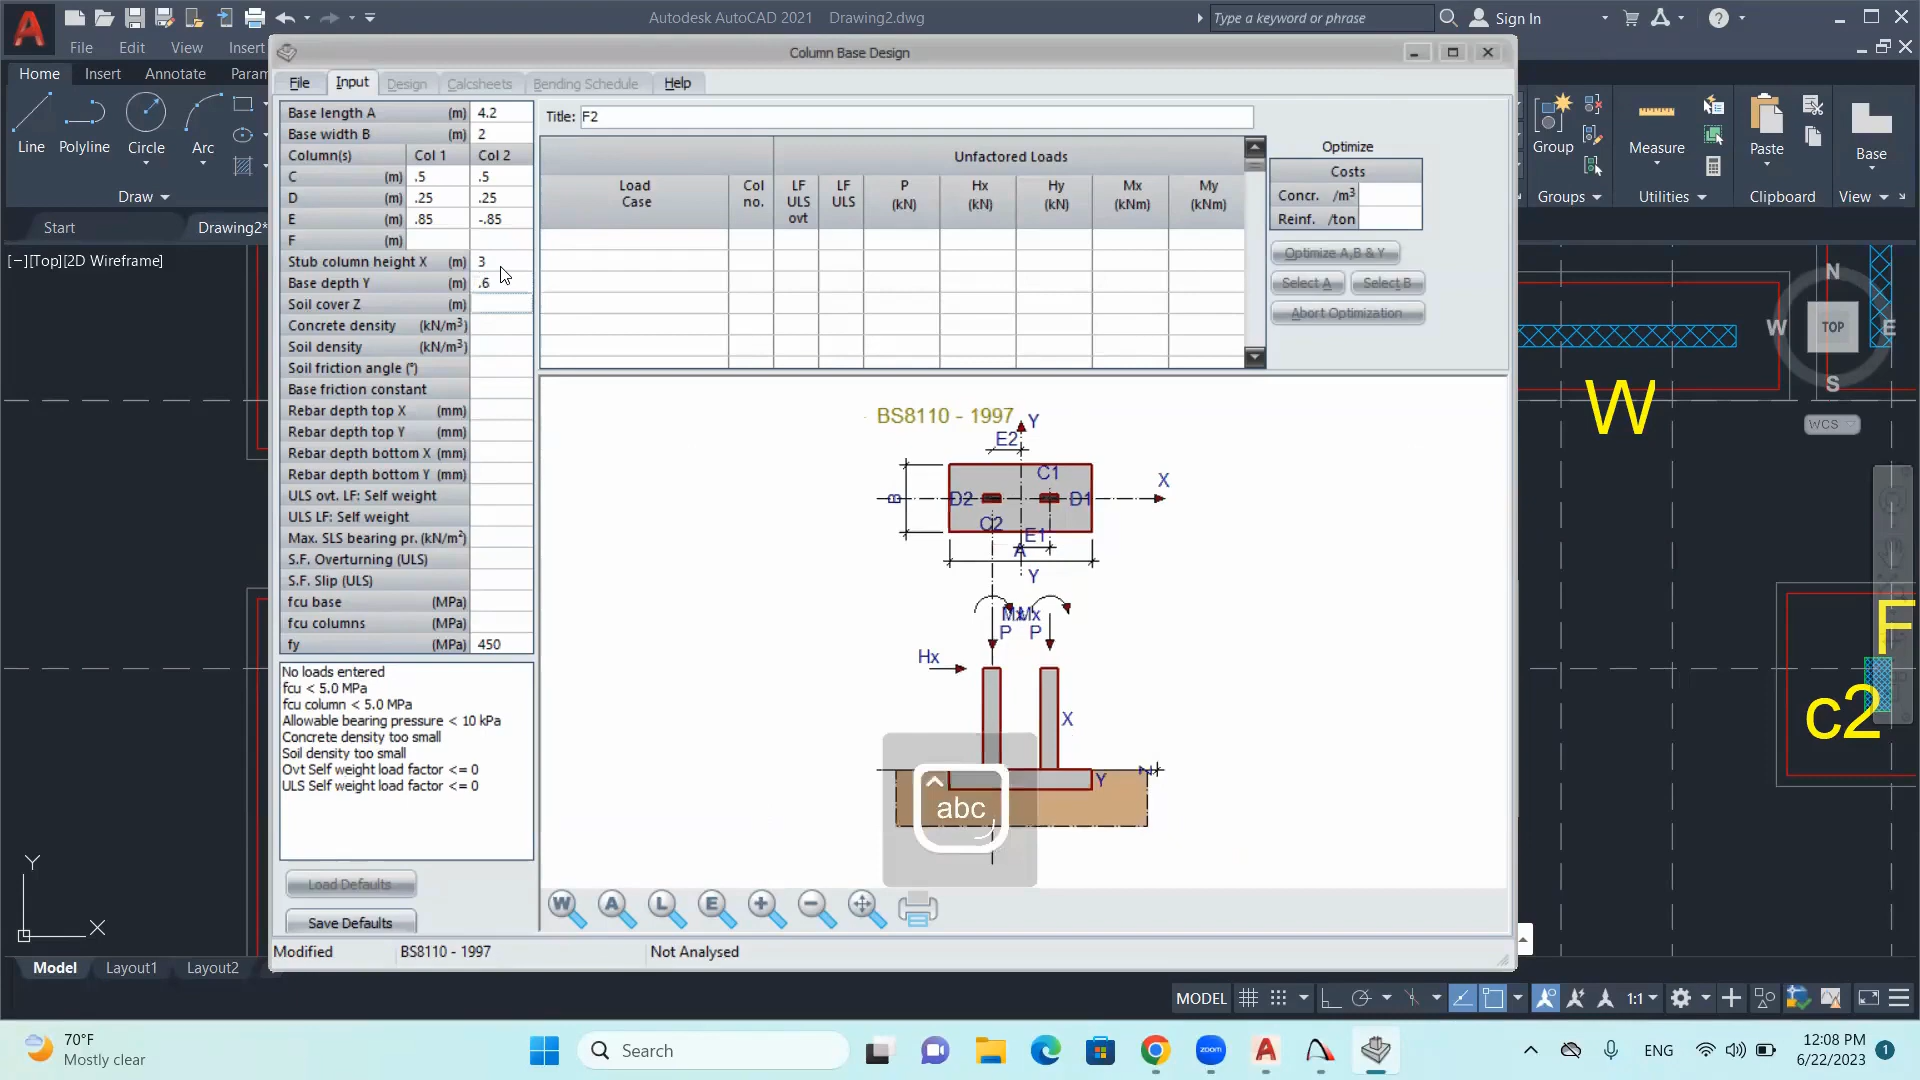 Autodesk AutoCAD 2021 Drawing2.dwg
Type a keyword or phrase
Sign In
File Edit View Insert
Column Base Design
Home Insert Annotate Param
File Input Design Calcsheets Bending Schedule Help
Line Polyline Circle Arc
Draw
Group Measure Paste Base
Groups Utilities Clipboard View
Start Drawing2*
[−][Top][2D Wireframe]
Base length A (m) 4.2
Base width B (m) 2
Column(s) Col 1 Col 2
C (m) .5 .5
D (m) .25 .25
E (m) .85 -.85
F (m)
Stub column height X (m) 3
Base depth Y (m) .6
Soil cover Z (m)
Concrete density (kN/m³)
Soil density (kN/m³)
Soil friction angle (°)
Base friction constant
Rebar depth top X (mm)
Rebar depth top Y (mm)
Rebar depth bottom X (mm)
Rebar depth bottom Y (mm)
ULS ovt. LF: Self weight
ULS LF: Self weight
Max. SLS bearing pr. (kN/m²)
S.F. Overturning (ULS)
S.F. Slip (ULS)
fcu base (MPa)
fcu columns (MPa)
fy (MPa) 450
No loads entered
fcu < 5.0 MPa
fcu column < 5.0 MPa
Allowable bearing pressure < 10 kPa
Concrete density too small
Soil density too small
Ovt Self weight load factor <= 0
ULS Self weight load factor <= 0
Load Defaults
Save Defaults
Title: F2
Unfactored Loads
Load Case
Col no.
LF ULS ovt
LF ULS
P (kN)
Hx (kN)
Hy (kN)
Mx (kNm)
My (kNm)
Optimize
Costs
Concr. /m³
Reinf. /ton
Optimize A,B & Y
Select A Select B
Abort Optimization
BS8110 - 1997
Y
E2
C1
X
B D2 D1
C2
E1
A
Y
Mx Mx
P P
Hx
X
Y
Z
abc
W A L E
Modified BS8110 - 1997 Not Analysed
N
W TOP E
S
WCS
W
F
c2
Y
X
Model Layout1 Layout2
MODEL 1:1
70°F
Mostly clear
Search
zoom
ENG
12:08 PM
6/22/2023
1